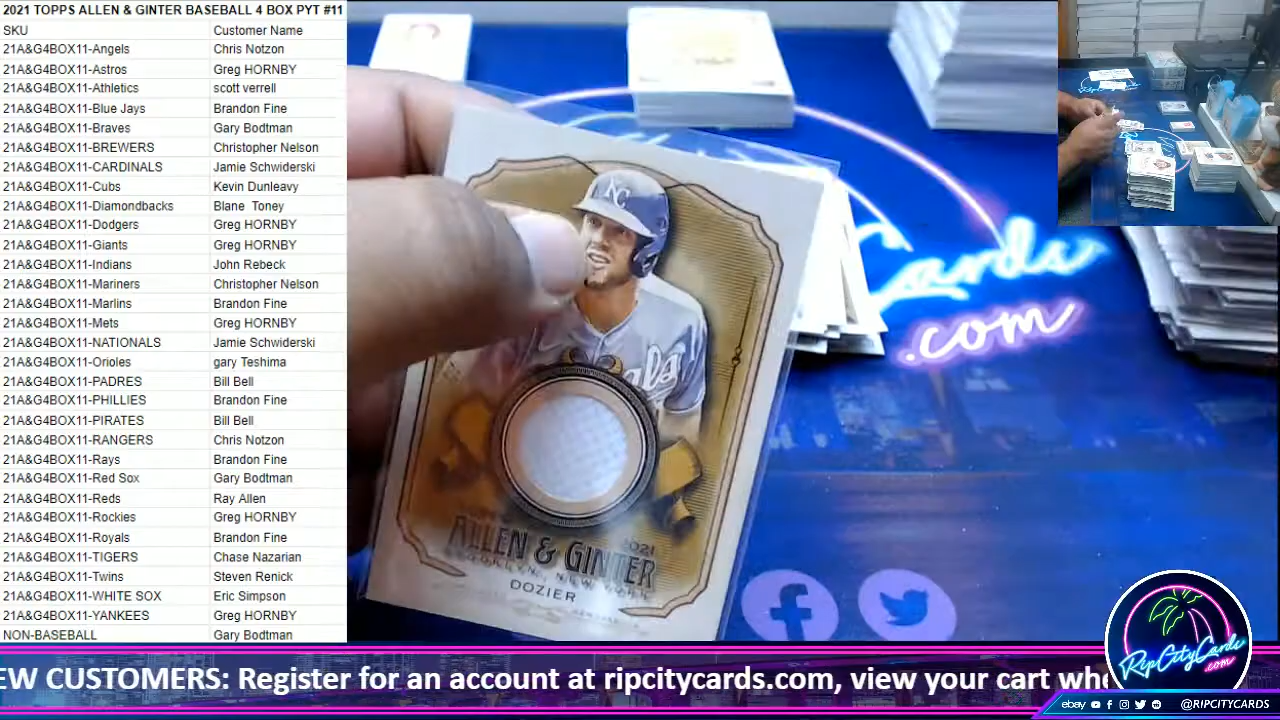 2021 TOPPS ALLEN & GINTER BASEBALL 4 BOX PYT #11
SKU Customer Name
21A&G4BOX11-Angels Chris Notzon
21A&G4BOX11-Astros Greg HORNBY
21A&G4BOX11-Athletics scott verrell
21A&G4BOX11-Blue Jays Brandon Fine
21A&G4BOX11-Braves Gary Bodtman
21A&G4BOX11-BREWERS Christopher Nelson
21A&G4BOX11-CARDINALS Jamie Schwiderski
21A&G4BOX11-Cubs Kevin Dunleavy
21A&G4BOX11-Diamondbacks Blane Toney
21A&G4BOX11-Dodgers Greg HORNBY
21A&G4BOX11-Giants Greg HORNBY
21A&G4BOX11-Indians John Rebeck
21A&G4BOX11-Mariners Christopher Nelson
21A&G4BOX11-Marlins Brandon Fine
21A&G4BOX11-Mets Greg HORNBY
21A&G4BOX11-NATIONALS Jamie Schwiderski
21A&G4BOX11-Orioles gary Teshima
21A&G4BOX11-PADRES Bill Bell
21A&G4BOX11-PHILLIES Brandon Fine
21A&G4BOX11-PIRATES Bill Bell
21A&G4BOX11-RANGERS Chris Notzon
21A&G4BOX11-Rays Brandon Fine
21A&G4BOX11-Red Sox Gary Bodtman
21A&G4BOX11-Reds Ray Allen
21A&G4BOX11-Rockies Greg HORNBY
21A&G4BOX11-Royals Brandon Fine
21A&G4BOX11-TIGERS Chase Nazarian
21A&G4BOX11-Twins Steven Renick
21A&G4BOX11-WHITE SOX Eric Simpson
21A&G4BOX11-YANKEES Greg HORNBY
NON-BASEBALL Gary Bodtman
KC
als
2021
ALLEN & GINTER
DOZIER
Cards
.com
EW CUSTOMERS: Register for an account at ripcitycards.com, view your cart whe
RipCityCards
.com
ebay @RIPCITYCARDS